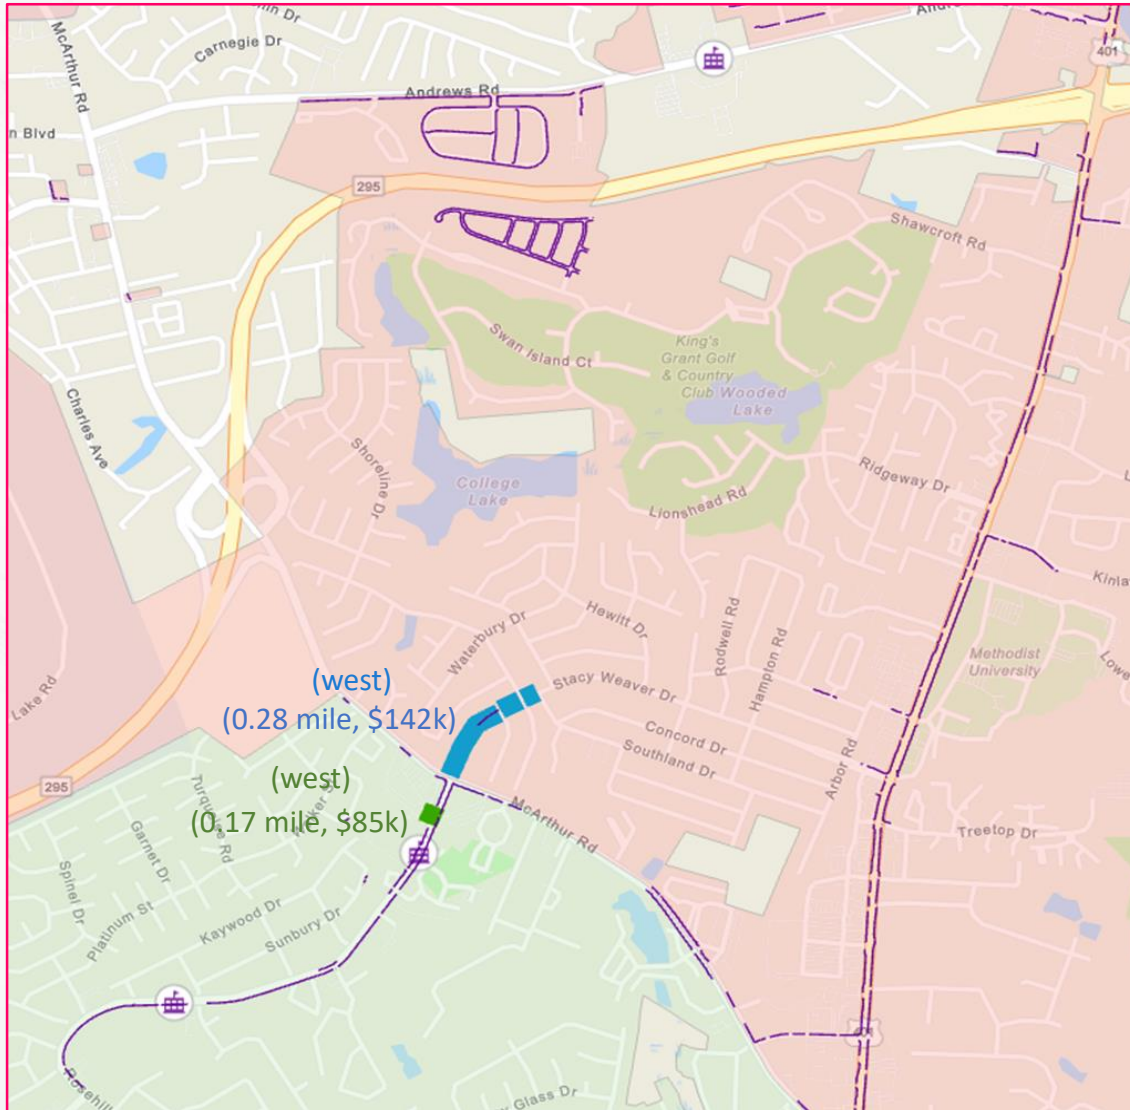 McArthur Rd
Carnegie Dr
401
Andrews Rd
n Blvd
295
Shawcroft Rd
Swan Island Ct
King's
Grant Golf
& Country
Club
Wooded
Lake
Charles Ave
Shoreline Dr
College
Lake
Lionshead Rd
Ridgeway Dr
Hewitt Dr
Waterbury Dr
Rodwell Rd
Hampton Rd
Methodist
University
Lake Rd
(west)
(0.28 mile, $142k)
Stacy Weaver Dr
Concord Dr
Southland Dr
Arbor Rd
295
(west)
(0.17 mile, $85k)
McArthur Rd
Treetop Dr
Garnet Dr
Spinel Dr
Platinum St
Kaywood Dr
Sunbury Dr
Glass Dr